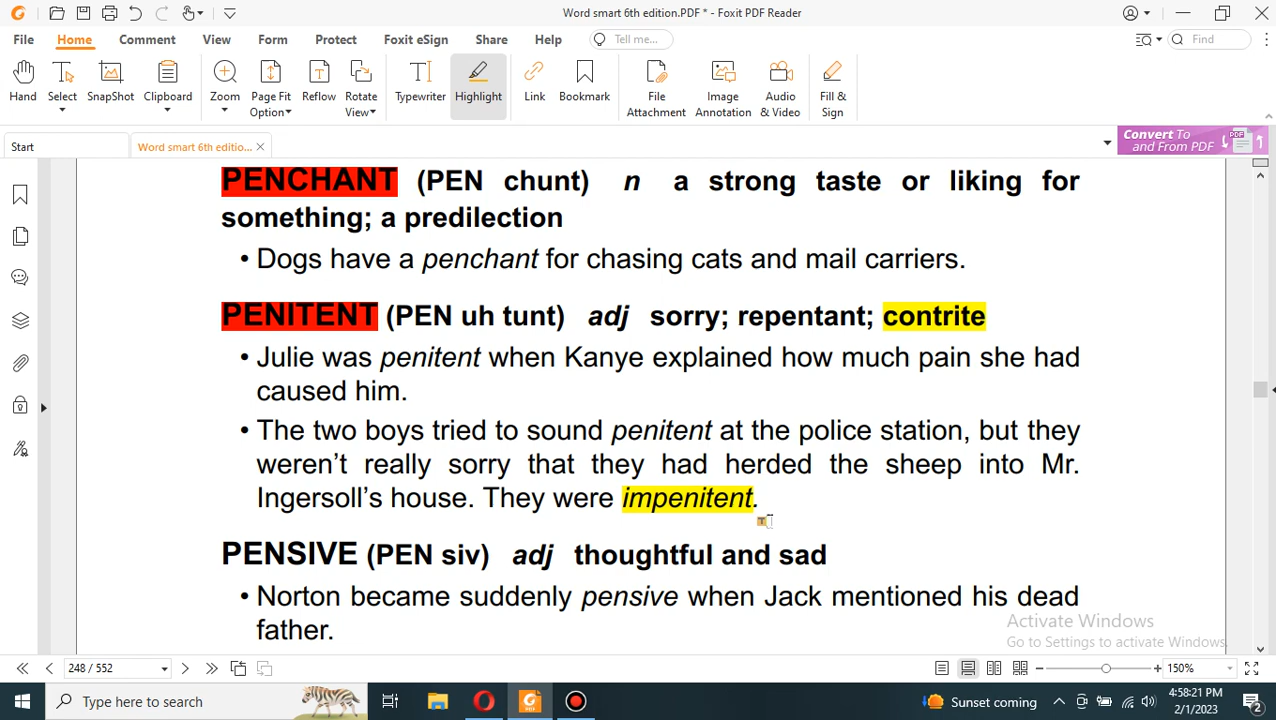 Word smart 6th edition.PDF * - Foxit PDF Reader
File Home Comment View Form Protect Foxit eSign Share Help Tell me... Find
Hand Select SnapShot Clipboard Zoom Page Fit Option Reflow Rotate View Typewriter Highlight Link Bookmark File Attachment Image Annotation Audio & Video Fill & Sign
Start Word smart 6th editio... Convert To and From PDF PDF
PENCHANT (PEN chunt) n a strong taste or liking for
something; a predilection
• Dogs have a penchant for chasing cats and mail carriers.
PENITENT (PEN uh tunt) adj sorry; repentant; contrite
• Julie was penitent when Kanye explained how much pain she had
caused him.
• The two boys tried to sound penitent at the police station, but they
weren't really sorry that they had herded the sheep into Mr.
Ingersoll's house. They were impenitent.
PENSIVE (PEN siv) adj thoughtful and sad
• Norton became suddenly pensive when Jack mentioned his dead
father.
Activate Windows
Go to Settings to activate Windows.
248 / 552 150%
Type here to search Sunset coming 4:58:21 PM
2/1/2023 2